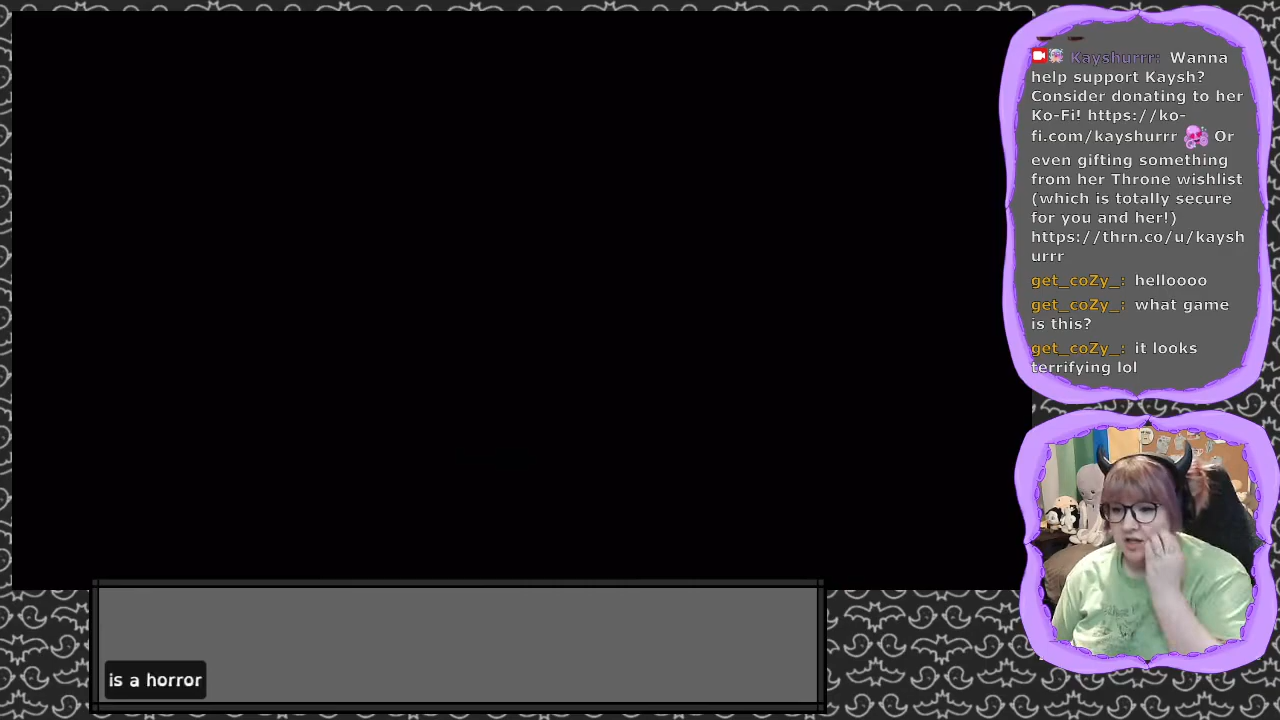 Kayshurrr: Wanna
help support Kaysh?
Consider donating to her
Ko-Fi! https://ko-
fi.com/kayshurrr Or
even gifting something
from her Throne wishlist
(which is totally secure
for you and her!)
https://thrn.co/u/kaysh
urrr
get_coZy_: helloooo
get_coZy_: what game
is this?
get_coZy_: it looks
terrifying lol
is a horror